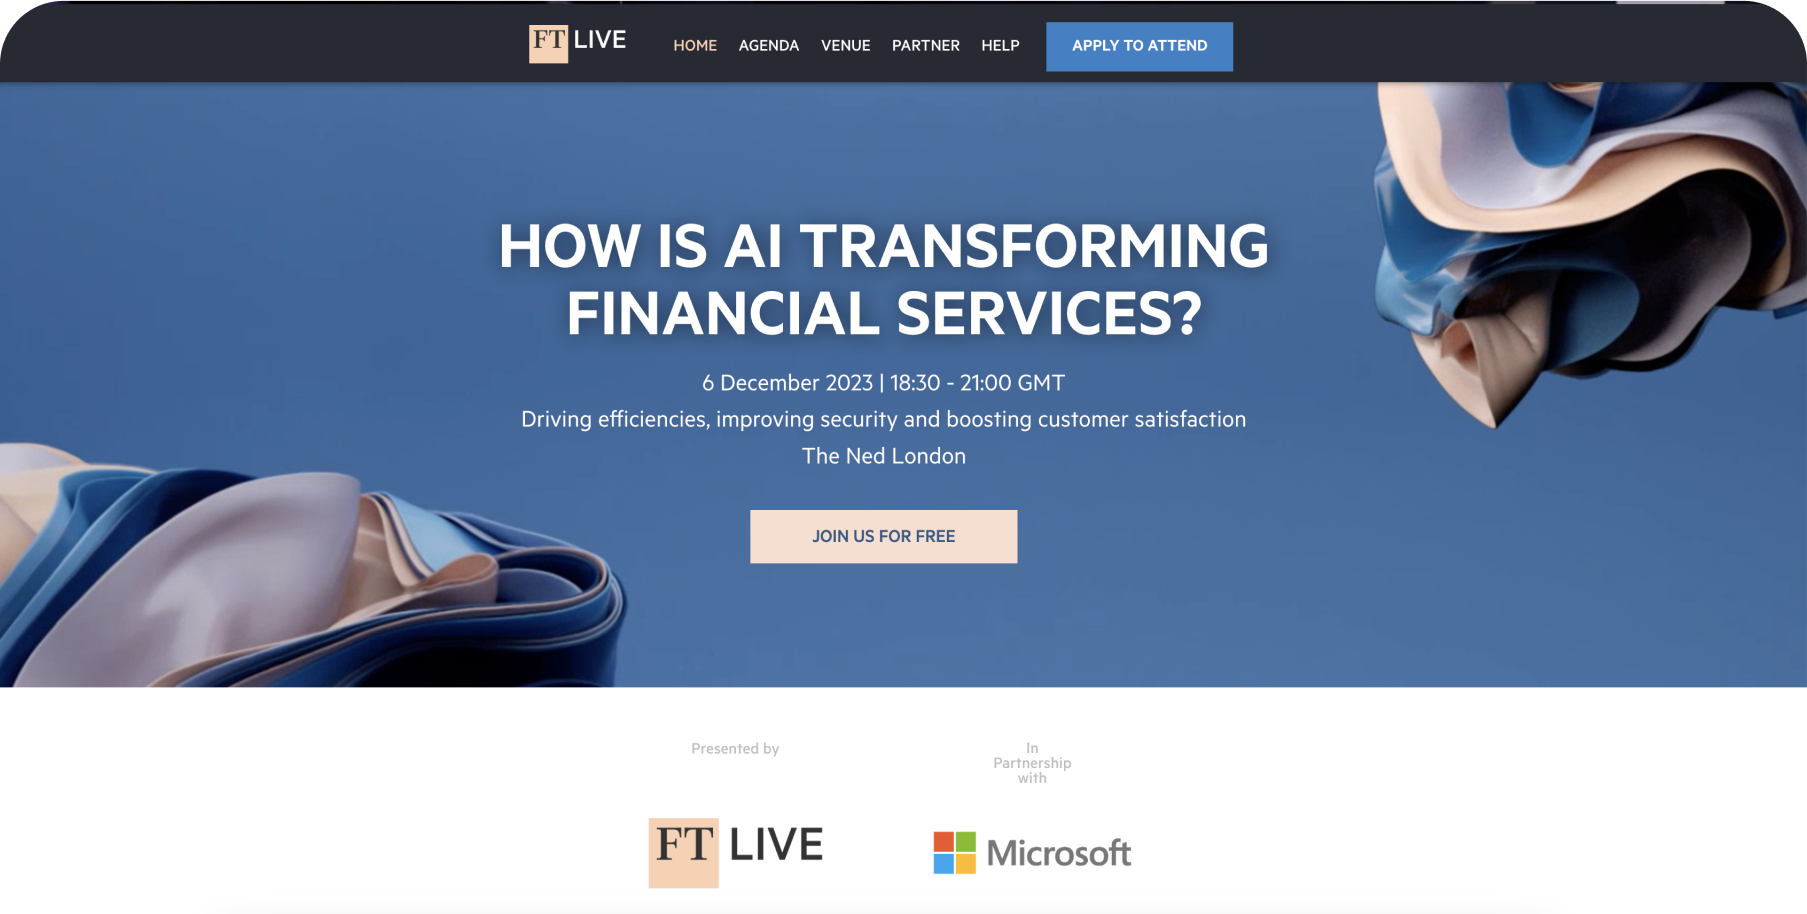 FT LIVE
HOME AGENDA VENUE PARTNER HELP APPLY TO ATTEND
HOW IS AI TRANSFORMING
FINANCIAL SERVICES?
6 December 2023 | 18:30 - 21:00 GMT
Driving efficiencies, improving security and boosting customer satisfaction
The Ned London
JOIN US FOR FREE
Presented by
In
Partnership
with
FT LIVE
Microsoft